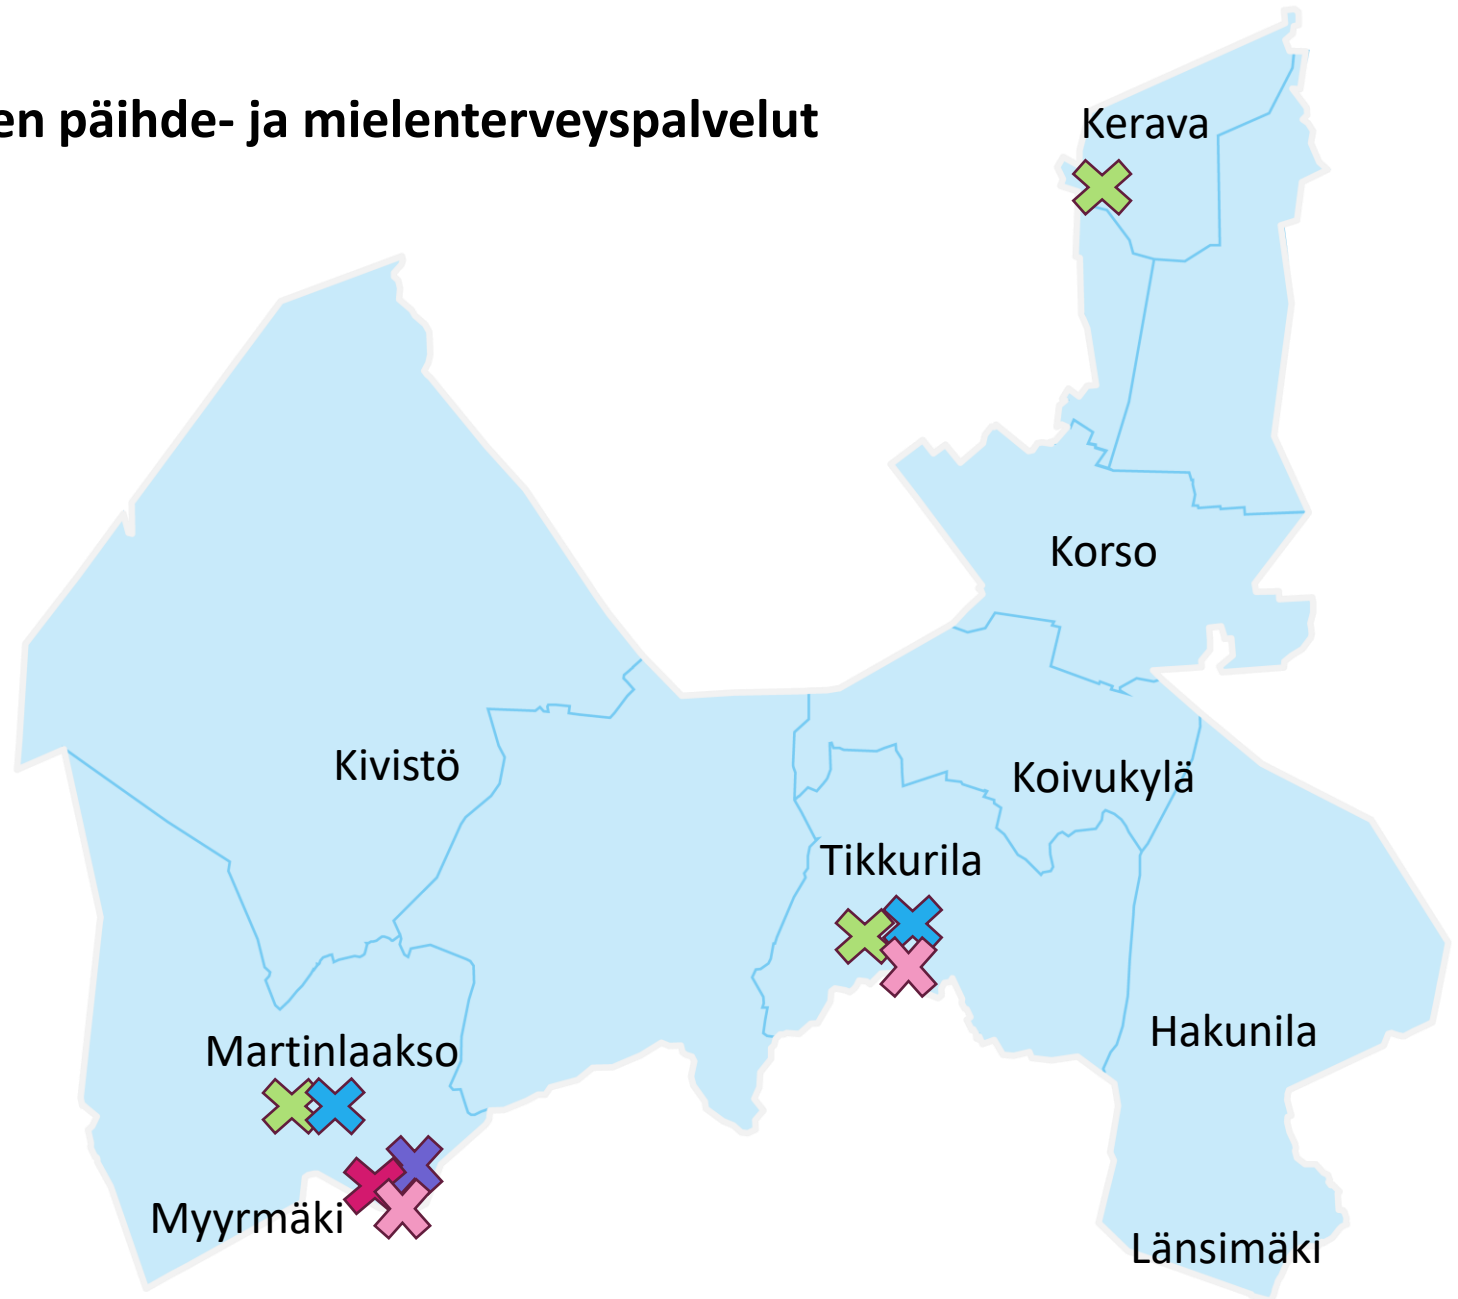 en päihde- ja mielenterveyspalvelut
Kerava
Korso
Kivistö
Koivukylä
Tikkurila
Hakunila
Martinlaakso
Myyrmäki
Länsimäki